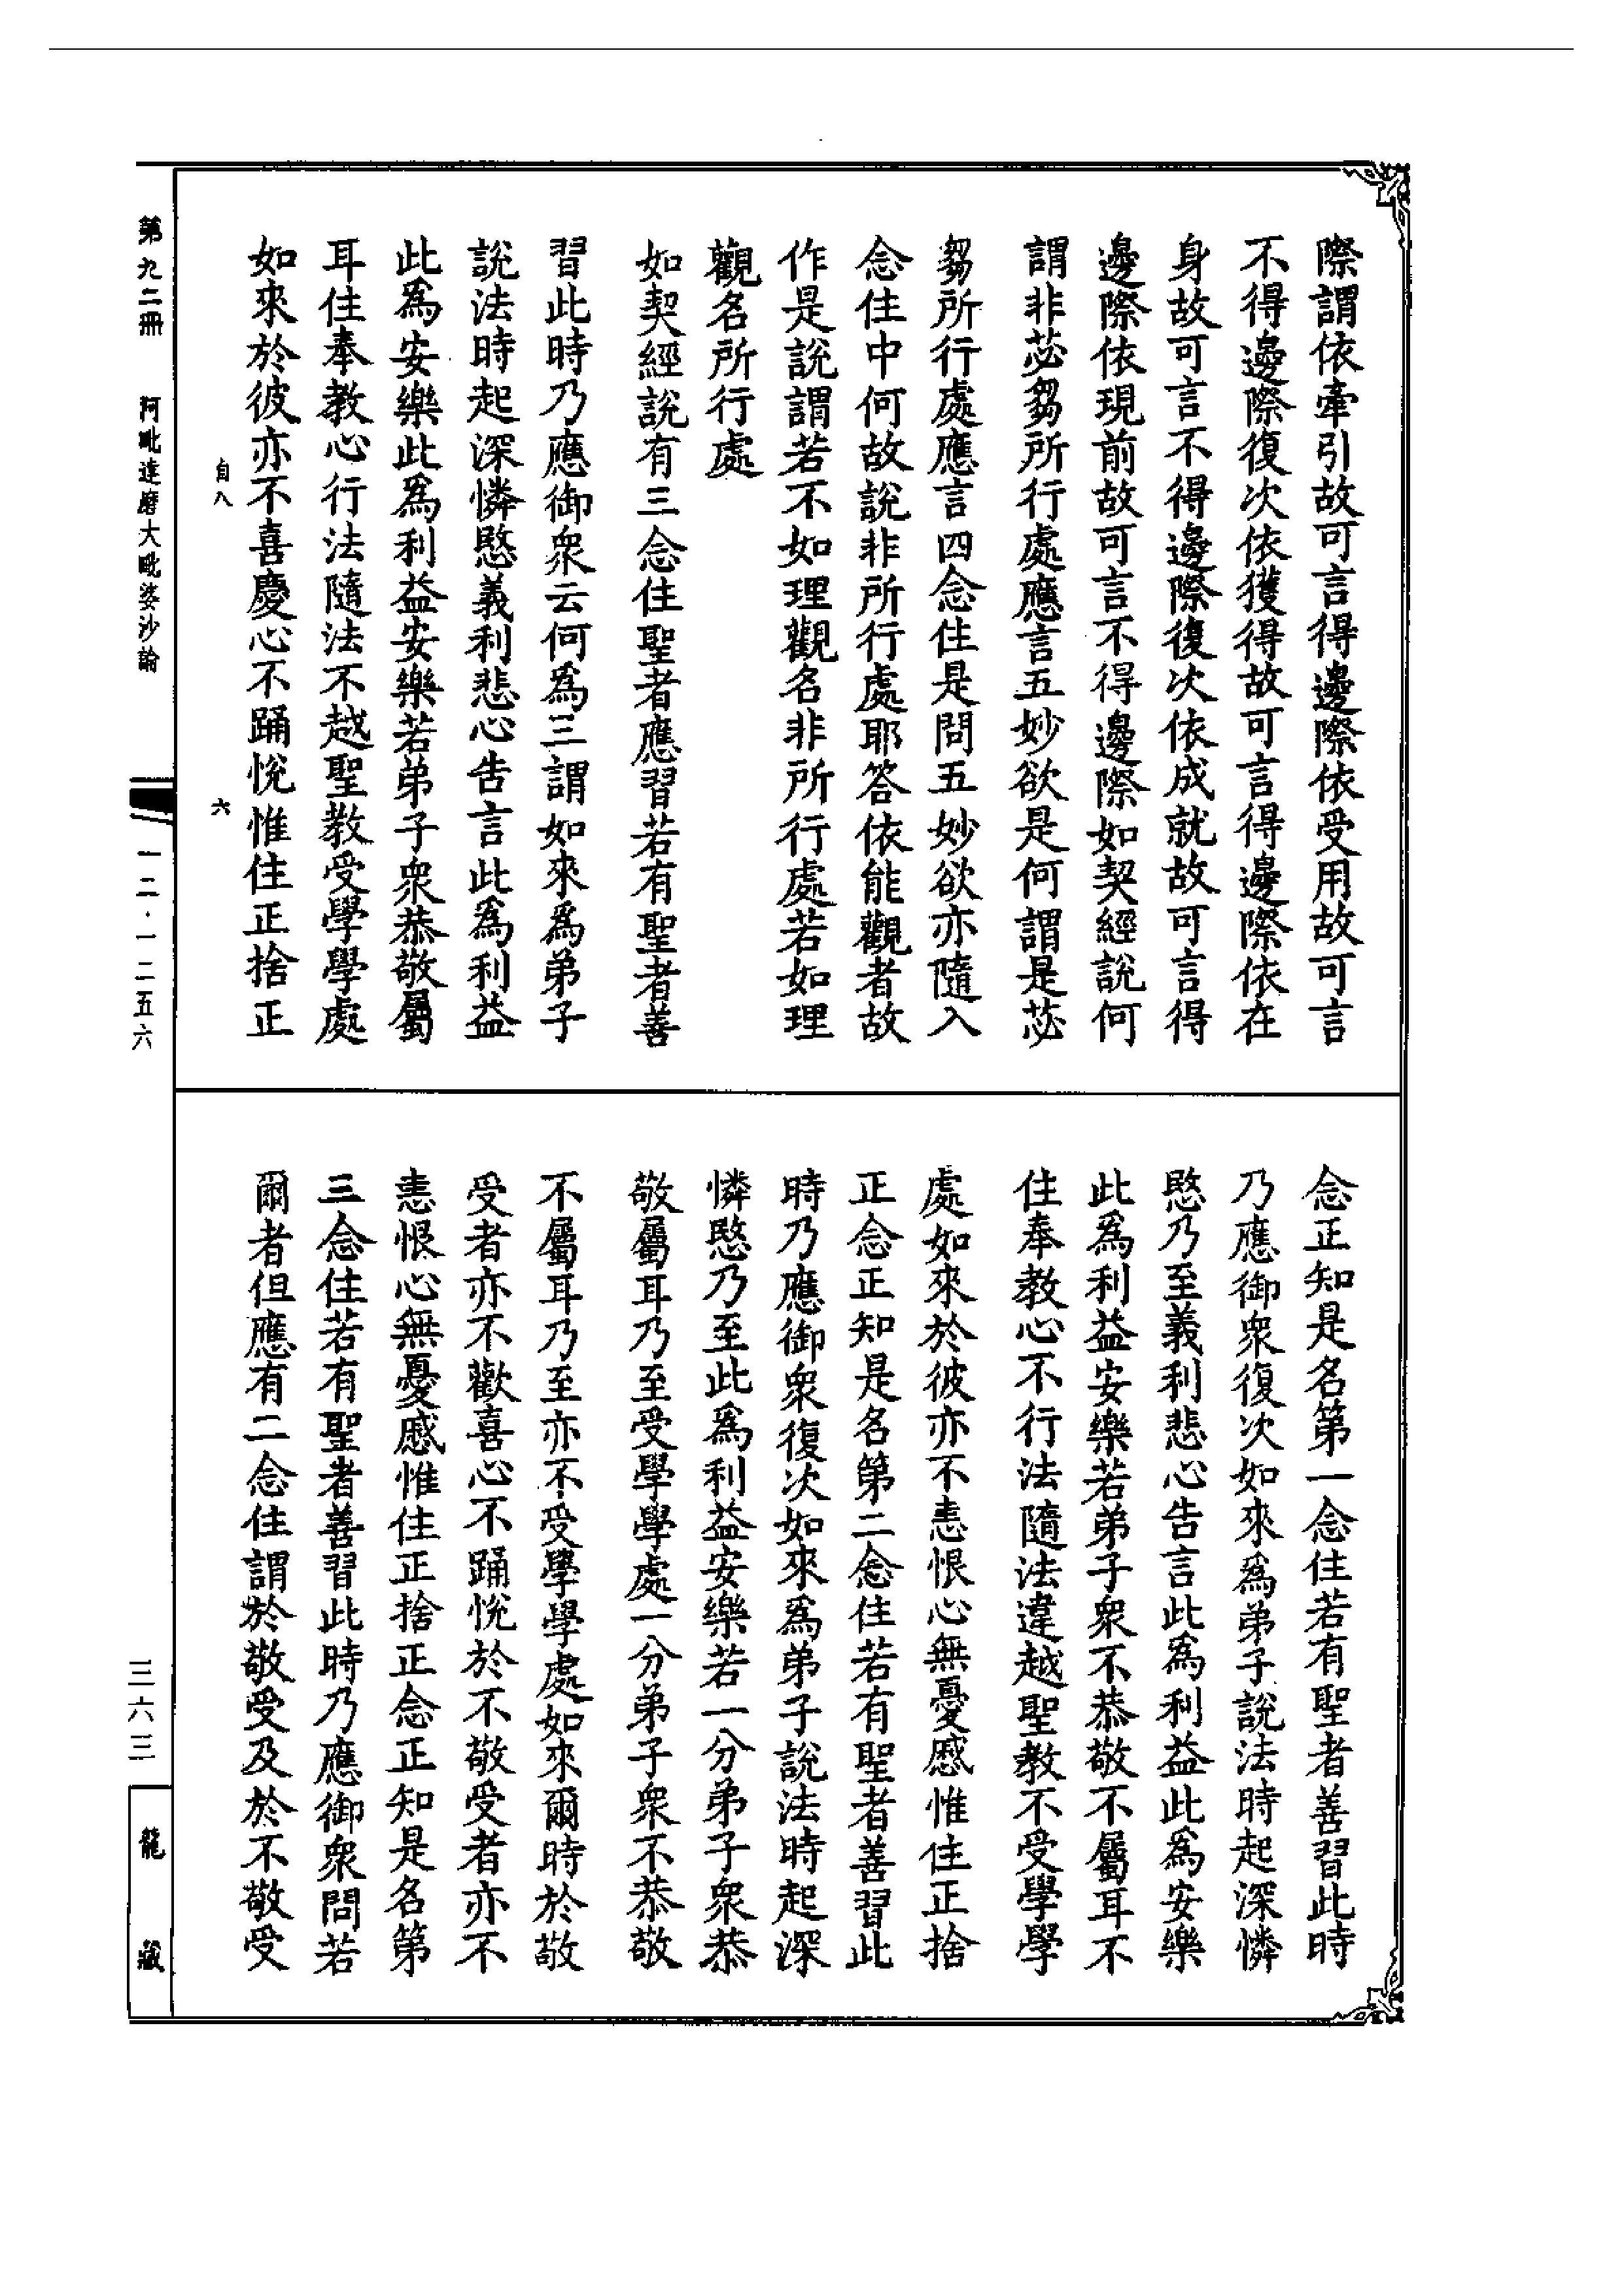 際謂依牽引故可言得邊際依受用故可言
不得邊際復次依獲得故可言得邊際依在
身故可言不得邊際復次依成就故可言得
邊際依現前故可言不得邊際如契經說何
謂非苾芻所行處應言五妙欲是何謂是苾
芻所行處應言四念住是問五妙欲亦隨入
念住中何故說非所行處耶答依能觀者故
作是說謂若不如理觀名非所行處若如理
觀名所行處
如契經說有三念住聖者應習若有聖者善
習此時乃應御衆云何爲三謂如來爲弟子
說法時起深憐愍義利悲心告言此爲利益
此爲安樂此爲利益安樂若弟子衆恭敬屬
耳住奉教心行法隨法不越聖教受學學處
如來於彼亦不喜慶心不踊悅惟住正捨正
自八
六
念正知是名第一念住若有聖者善習此時
乃應御衆復次如來爲弟子說法時起深憐
愍乃至義利悲心告言此爲利益此爲安樂
此爲利益安樂若弟子衆不恭敬不屬耳不
住奉教心不行法隨法違越聖教不受學學
處如來於彼亦不恚恨心無憂慼惟住正捨
正念正知是名第二念住若有聖者善習此
時乃應御衆復次如來爲弟子說法時起深
憐愍乃至此爲利益安樂若一分弟子衆恭
敬屬耳乃至受學學處一分弟子衆不恭敬
不屬耳乃至亦不受學學處如來爾時於敬
受者亦不歡喜心不踊悅於不敬受者亦不
恚恨心無憂慼惟住正捨正念正知是名第
三念住若有聖者善習此時乃應御衆問若
爾者但應有二念住謂於敬受及於不敬受
第九二冊　阿毗達磨大毗婆沙論
一二·一二五六
三六三
龍藏